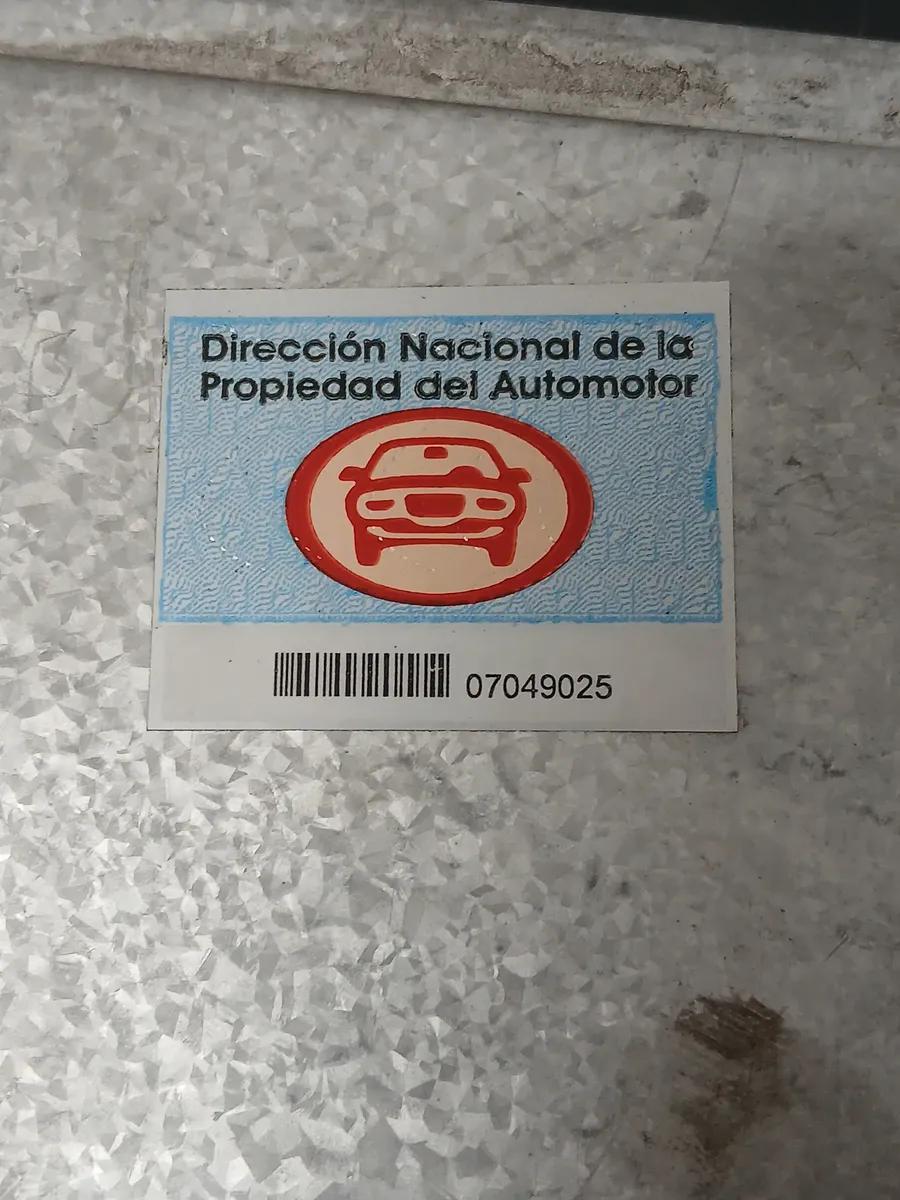 Dirección Nacional de la
Propiedad del Automotor
07049025